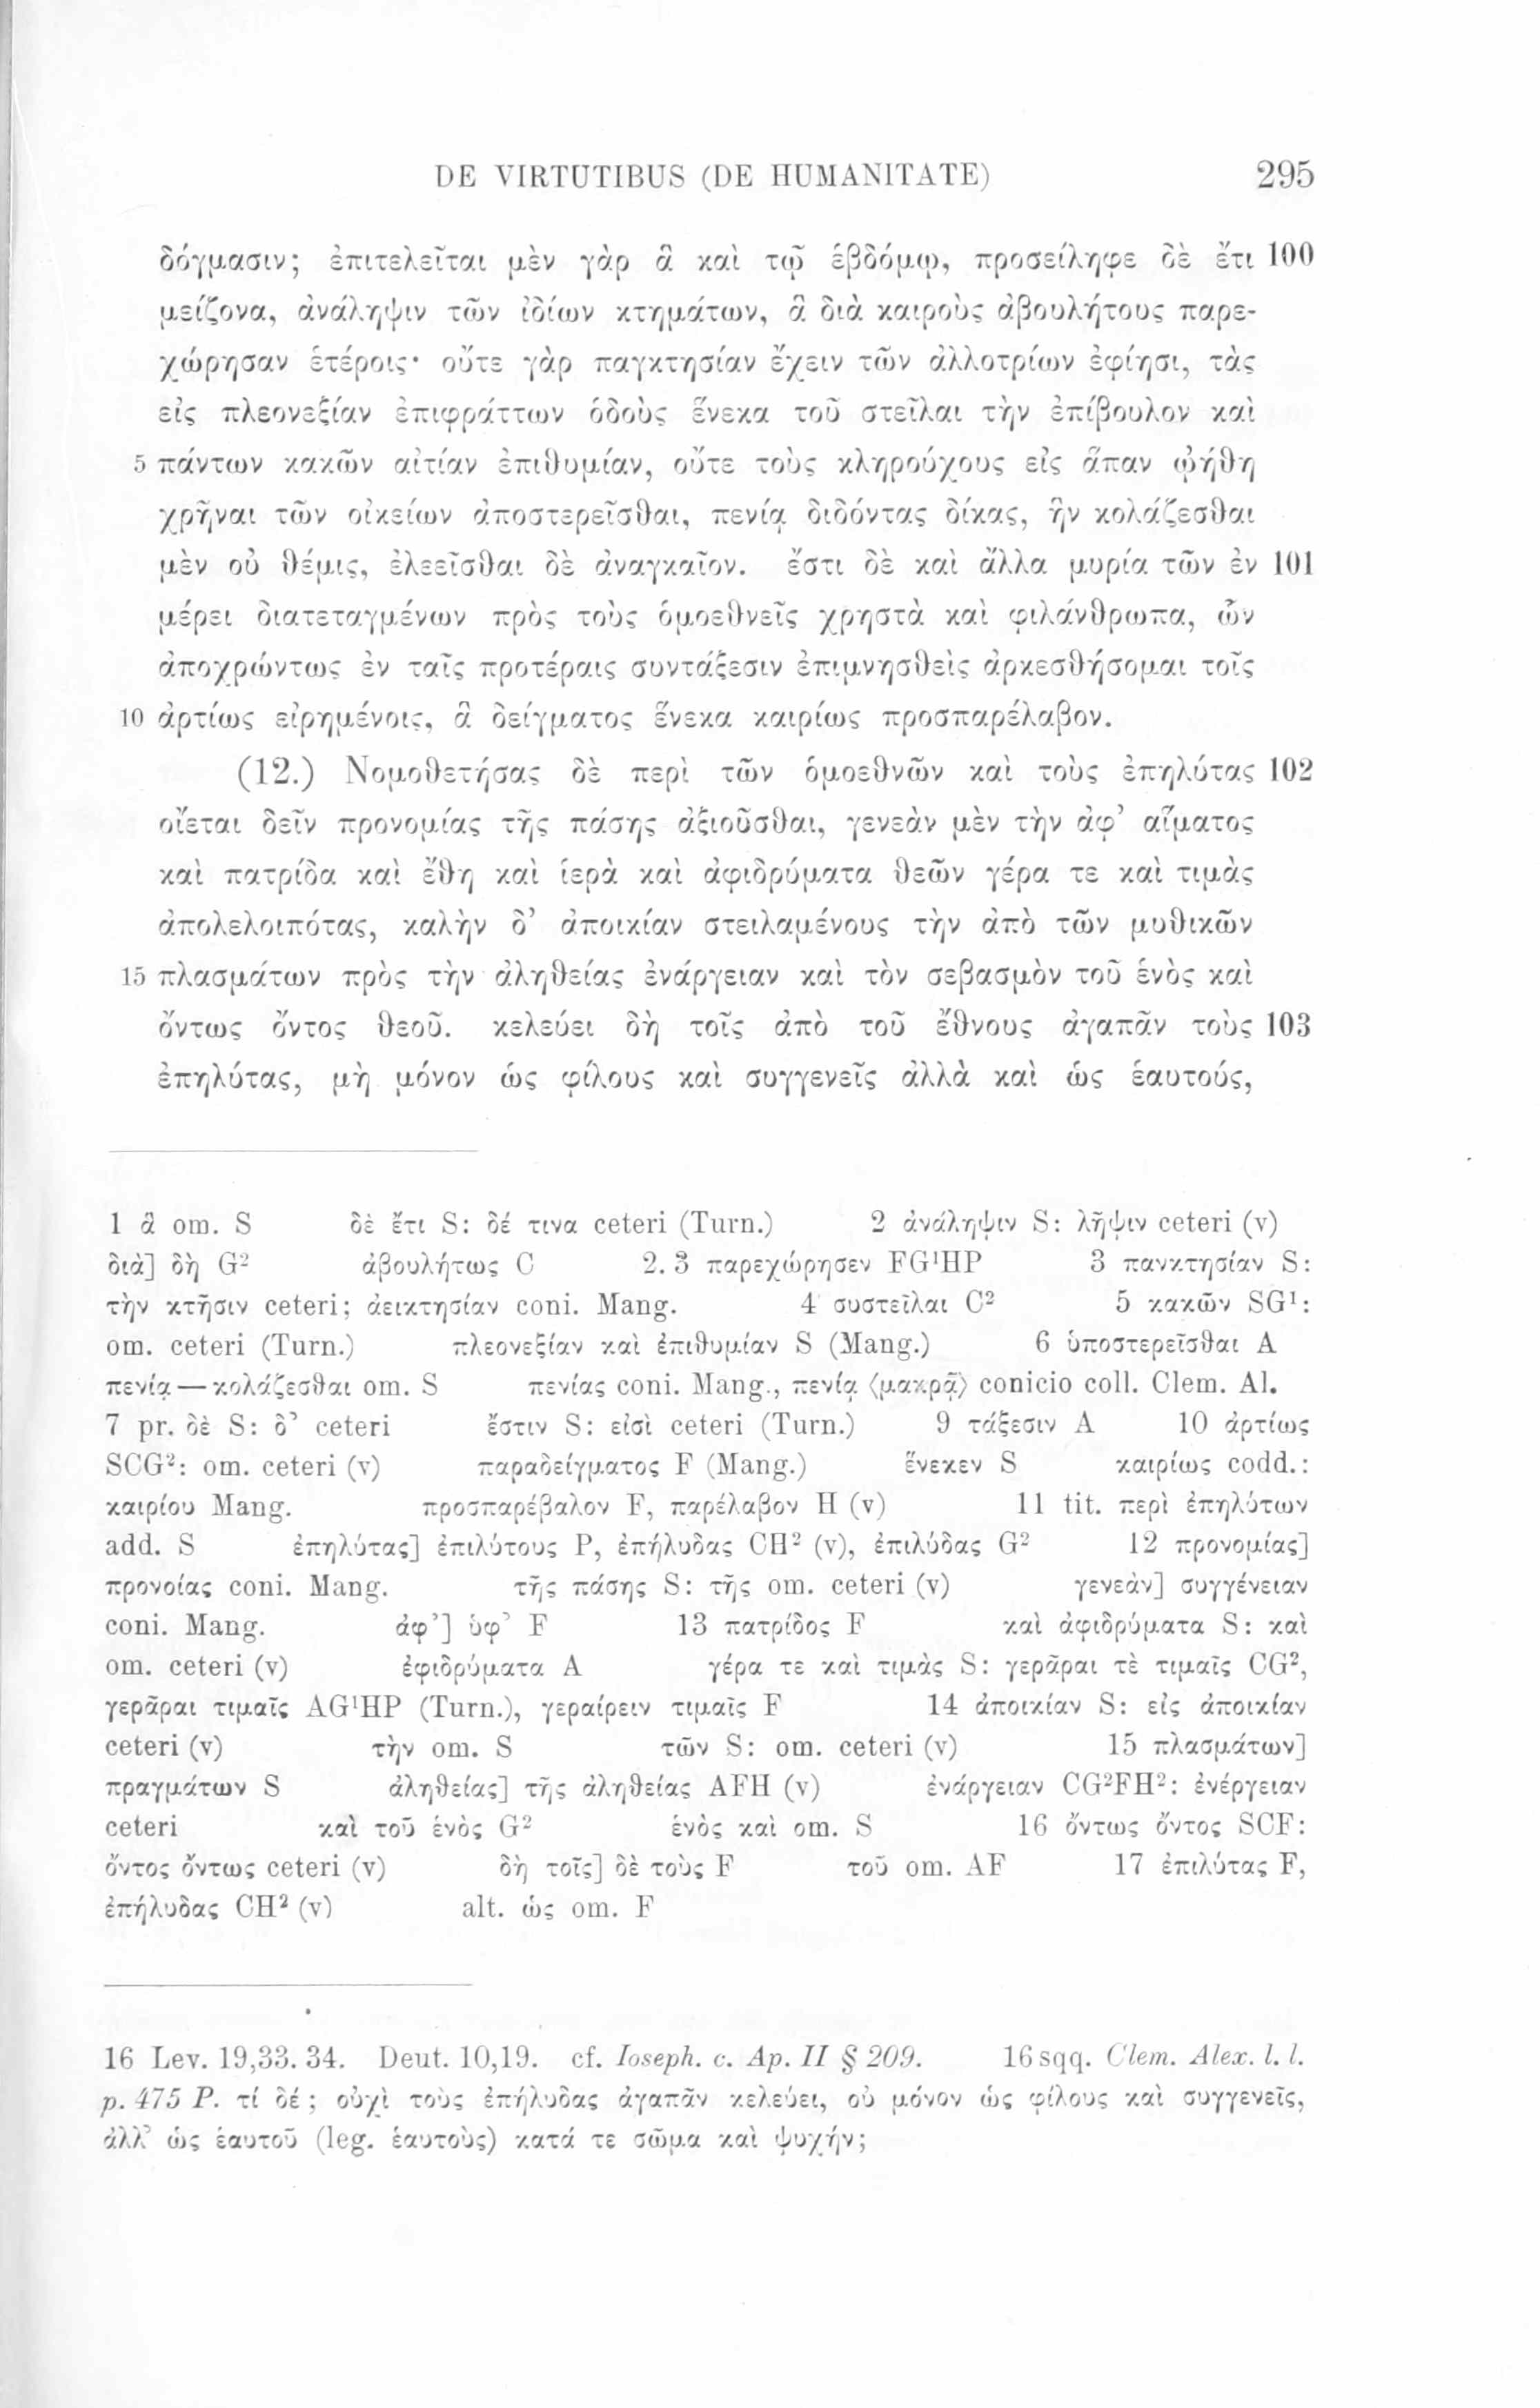 DE VIRTUTIBUS (DE HUMANITATE) 295
δόγμασιν; ἐπιτελεῖται μὲν γὰρ ἃ καὶ τῷ ἑβδόμῳ, προσείληφε δὲ ἔτι 100
μείζονα, ἀνάληψιν τῶν ἰδίων κτημάτων, ἃ διὰ καιροὺς ἀβουλήτους παρε-
χώρησαν ἑτέροις· οὔτε γὰρ παγκτησίαν ἔχειν τῶν ἀλλοτρίων ἐφίησι, τὰς
εἰς πλεονεξίαν ἐπιφράττων ὁδοὺς ἕνεκα τοῦ στεῖλαι τὴν ἐπίβουλον καὶ
5 πάντων κακῶν αἰτίαν ἐπιθυμίαν, οὔτε τοὺς κληρούχους εἰς ἅπαν ᾠήθη
χρῆναι τῶν οἰκείων ἀποστερεῖσθαι, πενίᾳ διδόντας δίκας, ἣν κολάζεσθαι
μὲν οὐ θέμις, ἐλεεῖσθαι δὲ ἀναγκαῖον. ἔστι δὲ καὶ ἄλλα μυρία τῶν ἐν 101
μέρει διατεταγμένων πρὸς τοὺς ὁμοεθνεῖς χρηστὰ καὶ φιλάνθρωπα, ὧν
ἀποχρώντως ἐν ταῖς προτέραις συντάξεσιν ἐπιμνησθεὶς ἀρκεσθήσομαι τοῖς
10 ἀρτίως εἰρημένοις, ἃ δείγματος ἕνεκα καιρίως προσπαρέλαβον.
(12.) Νομοθετήσας δὲ περὶ τῶν ὁμοεθνῶν καὶ τοὺς ἐπηλύτας 102
οἴεται δεῖν προνομίας τῆς πάσης ἀξιοῦσθαι, γενεὰν μὲν τὴν ἀφ’ αἵματος
καὶ πατρίδα καὶ ἔθη καὶ ἱερὰ καὶ ἀφιδρύματα θεῶν γέρα τε καὶ τιμὰς
ἀπολελοιπότας, καλὴν δ’ ἀποικίαν στειλαμένους τὴν ἀπὸ τῶν μυθικῶν
15 πλασμάτων πρὸς τὴν ἀληθείας ἐνάργειαν καὶ τὸν σεβασμὸν τοῦ ἑνὸς καὶ
ὄντως ὄντος θεοῦ. κελεύει δὴ τοῖς ἀπὸ τοῦ ἔθνους ἀγαπᾶν τοὺς 103
ἐπηλύτας, μὴ μόνον ὡς φίλους καὶ συγγενεῖς ἀλλὰ καὶ ὡς ἑαυτούς,
1 ἃ om. S δὲ ἔτι S: δέ τινα ceteri (Turn.) 2 ἀνάληψιν S: λῆψιν ceteri (v)
διὰ] δὴ G² ἀβουλήτως C 2. 3 παρεχώρησεν FG¹HP 3 πανκτησίαν S:
τὴν κτῆσιν ceteri; ἀεικτησίαν coni. Mang. 4 συστεῖλαι C² 5 κακῶν SG¹:
om. ceteri (Turn.) πλεονεξίαν καὶ ἐπιθυμίαν S (Mang.) 6 ὑποστερεῖσθαι A
πενίᾳ — κολάζεσθαι om. S πενίας coni. Mang., πενίᾳ ⟨μακρᾷ⟩ conicio coll. Clem. Al.
7 pr. δὲ S: δ’ ceteri ἔστιν S: εἰσὶ ceteri (Turn.) 9 τάξεσιν A 10 ἀρτίως
SCG²: om. ceteri (v) παραδείγματος F (Mang.) ἕνεκεν S καιρίως codd.:
καιρίου Mang. προσπαρέβαλον F, παρέλαβον H (v) 11 tit. περὶ ἐπηλύτων
add. S ἐπηλύτας] ἐπιλύτους P, ἐπήλυδας CH² (v), ἐπιλύδας G² 12 προνομίας]
προνοίας coni. Mang. τῆς πάσης S: τῆς om. ceteri (v) γενεὰν] συγγένειαν
coni. Mang. ἀφ’] ὑφ’ F 13 πατρίδος F καὶ ἀφιδρύματα S: καὶ
om. ceteri (v) ἐφιδρύματα A γέρα τε καὶ τιμὰς S: γερᾶραι τὲ τιμαῖς CG²,
γερᾶραι τιμαῖς AG¹HP (Turn.), γεραίρειν τιμαῖς F 14 ἀποικίαν S: εἰς ἀποικίαν
ceteri (v) τὴν om. S τῶν S: om. ceteri (v) 15 πλασμάτων]
πραγμάτων S ἀληθείας] τῆς ἀληθείας AFH (v) ἐνάργειαν CG²FH²: ἐνέργειαν
ceteri καὶ τοῦ ἑνὸς G² ἑνὸς καὶ om. S 16 ὄντως ὄντος SCF:
ὄντος ὄντως ceteri (v) δὴ τοῖς] δὲ τοὺς F τοῦ om. AF 17 ἐπιλύτας F,
ἐπήλυδας CH² (v) alt. ὡς om. F
16 Lev. 19,33. 34. Deut. 10,19. cf. Ioseph. c. Ap. II § 209. 16 sqq. Clem. Alex. l. l.
p. 475 P. τί δέ; οὐχὶ τοὺς ἐπήλυδας ἀγαπᾶν κελεύει, οὐ μόνον ὡς φίλους καὶ συγγενεῖς,
ἀλλ’ ὡς ἑαυτοῦ (leg. ἑαυτοὺς) κατά τε σῶμα καὶ ψυχήν;